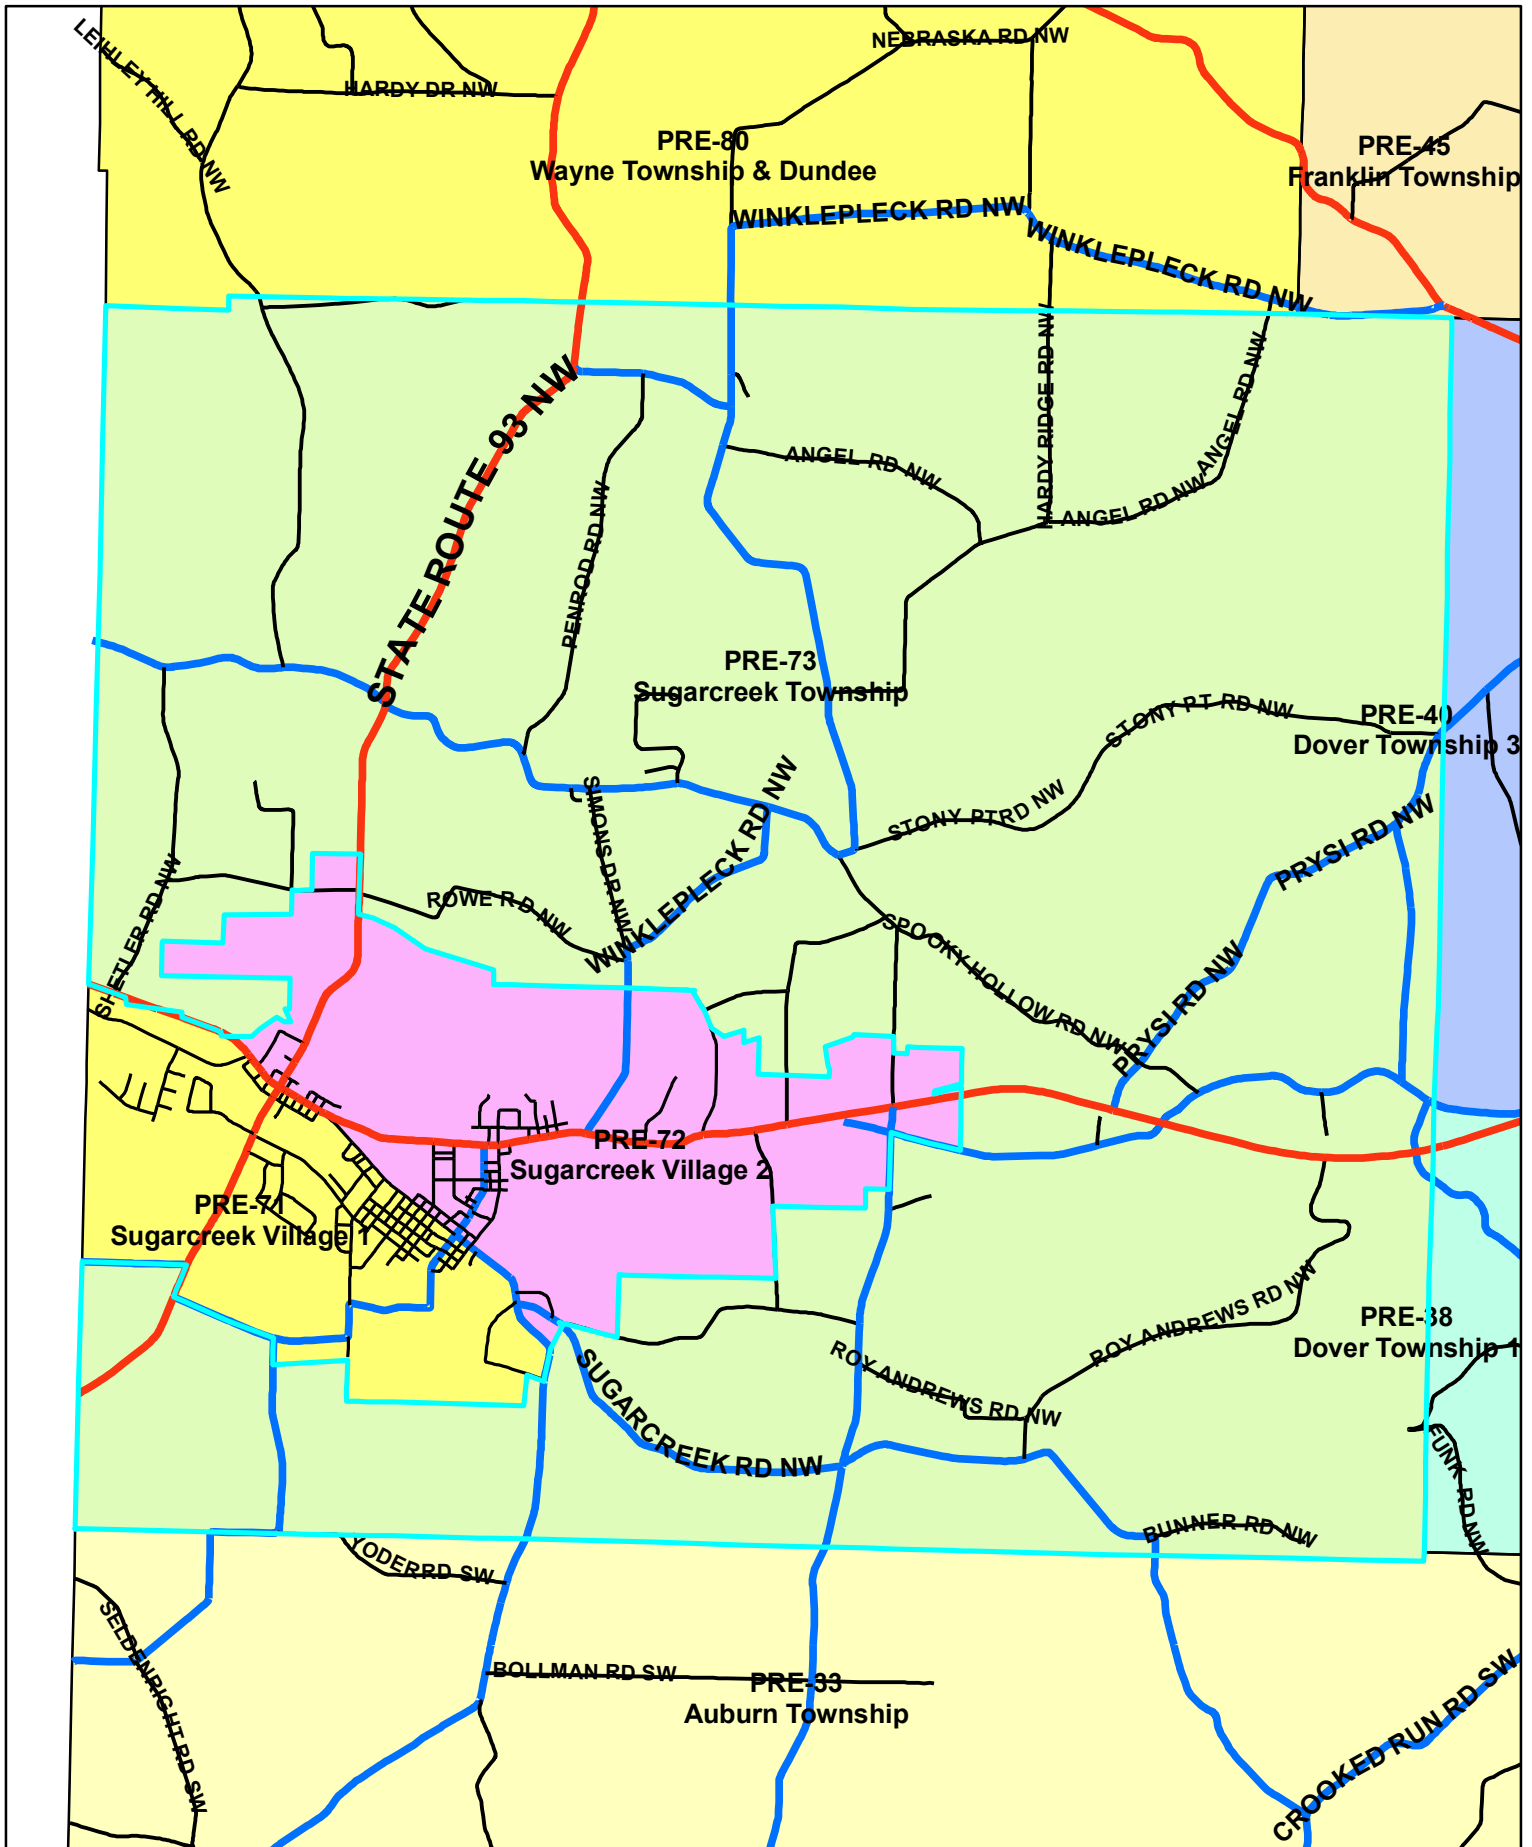 LEIHLEY HILL RD NW
HARDY DR NW
NEBRASKA RD NW
PRE-80
Wayne Township & Dundee
PRE-45
Franklin Township
WINKLEPLECK RD NW
WINKLEPLECK RD NW
STATE ROUTE 93 NW
PENROD RD NW
ANGEL RD NW
HARDY RIDGE RD NW
ANGEL RD NW
ANGEL RD NW
PRE-73
Sugarcreek Township
STONY PT RD NW
PRE-40
Dover Township 3
SIMONS DR NW
WINKLEPLECK RD NW
STONY PT RD NW
PRYSI RD NW
SHETLER RD NW
ROWE RD NW
SPOOKY HOLLOW RD NW
PRYSI RD NW
PRE-72
Sugarcreek Village 2
PRE-71
Sugarcreek Village 1
ROY ANDREWS RD NW
PRE-38
Dover Township 1
ROY ANDREWS RD NW
SUGARCREEK RD NW
FUNK RD NW
BUNNER RD NW
YODER RD SW
SELDENRIGHT RD SW
BOLLMAN RD SW
PRE-33
Auburn Township
CROOKED RUN RD SW